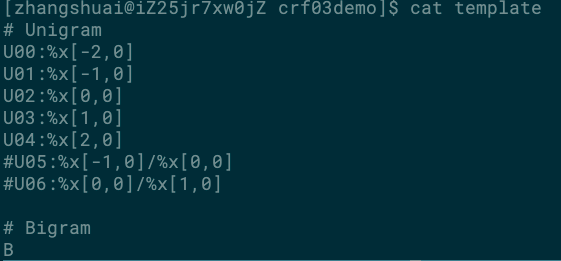 [zhangshuai@iZ25jr7xw0jZ crf03demo]$ cat template
# Unigram
U00:%x[-2,0]
U01:%x[-1,0]
U02:%x[0,0]
U03:%x[1,0]
U04:%x[2,0]
#U05:%x[-1,0]/%x[0,0]
#U06:%x[0,0]/%x[1,0]

# Bigram
B